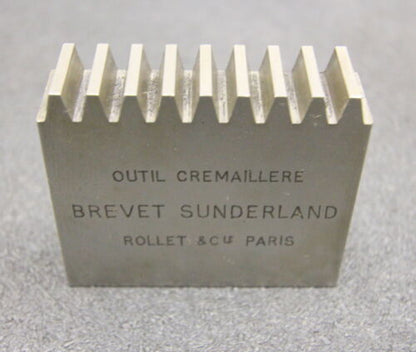 OUTIL CREMAILLERE
BREVET SUNDERLAND
ROLLET & Cie PARIS